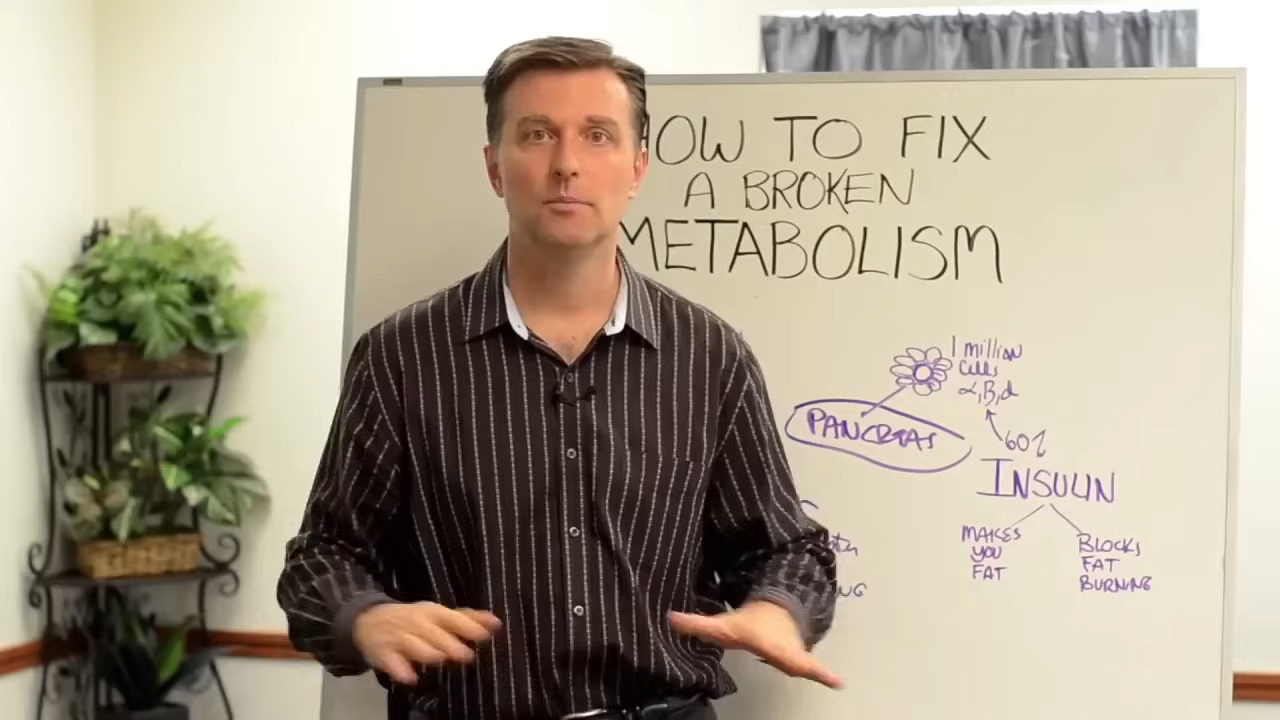 HOW TO FIX
A BROKEN
METABOLISM
1 million
Cells
α,B,d
PANCREAS
60%
INSULIN
MAKES
YOU
FAT
BLOCKS
FAT
BURNING